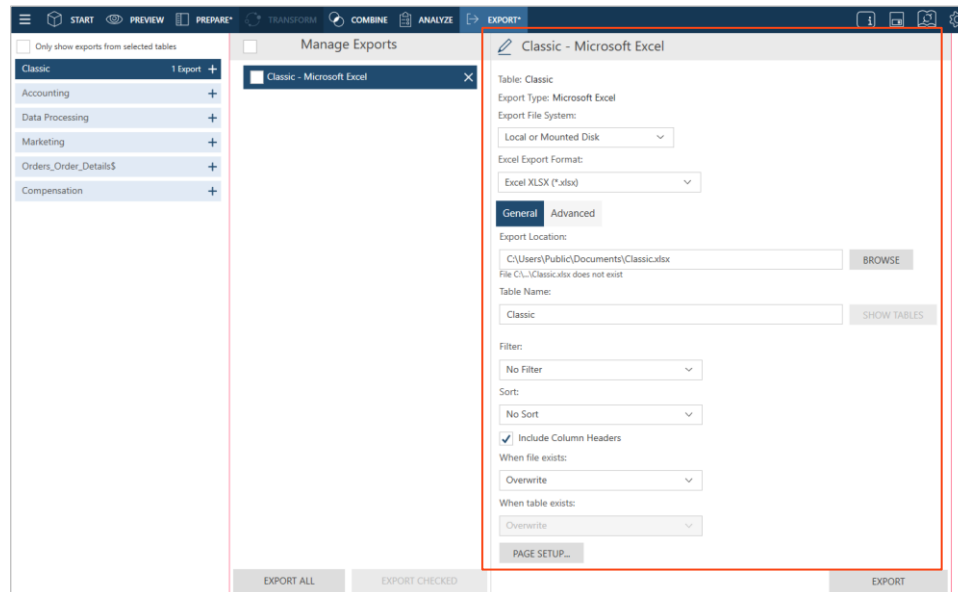 START PREVIEW PREPARE* TRANSFORM COMBINE ANALYZE EXPORT*
Only show exports from selected tables
Classic 1 Export +
Accounting +
Data Processing +
Marketing +
Orders_Order_Details$ +
Compensation +
Manage Exports
Classic - Microsoft Excel
EXPORT ALL EXPORT CHECKED
Classic - Microsoft Excel
Table: Classic
Export Type: Microsoft Excel
Export File System:
Local or Mounted Disk
Excel Export Format:
Excel XLSX (*.xlsx)
General Advanced
Export Location:
C:\Users\Public\Documents\Classic.xlsx BROWSE
File C:\...\Classic.xlsx does not exist
Table Name:
Classic SHOW TABLES
Filter:
No Filter
Sort:
No Sort
Include Column Headers
When file exists:
Overwrite
When table exists:
Overwrite
PAGE SETUP...
EXPORT